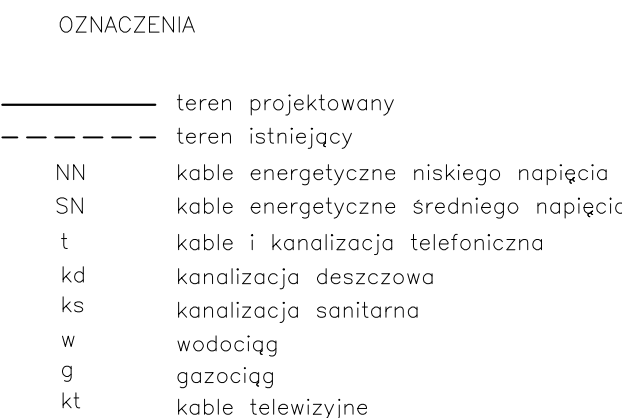 OZNACZENIA
teren projektowany
teren istniejący
NN kable energetyczne niskiego napięcia
SN kable energetyczne średniego napięcia
t kable i kanalizacja telefoniczna
kd kanalizacja deszczowa
ks kanalizacja sanitarna
w wodociąg
g gazociąg
kt kable telewizyjne